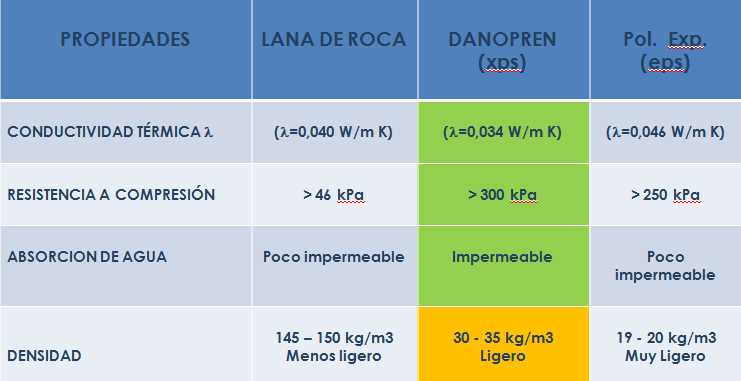 PROPIEDADES
LANA DE ROCA
DANOPREN
(xps)
Pol. Exp.
(eps)
CONDUCTIVIDAD TÉRMICA λ
(λ=0,040 W/m K)
(λ=0,034 W/m K)
(λ=0,046 W/m K)
RESISTENCIA A COMPRESIÓN
> 46 kPa
> 300 kPa
> 250 kPa
ABSORCION DE AGUA
Poco impermeable
Impermeable
Poco
impermeable
DENSIDAD
145 – 150 kg/m3
Menos ligero
30 - 35 kg/m3
Ligero
19 - 20 kg/m3
Muy Ligero